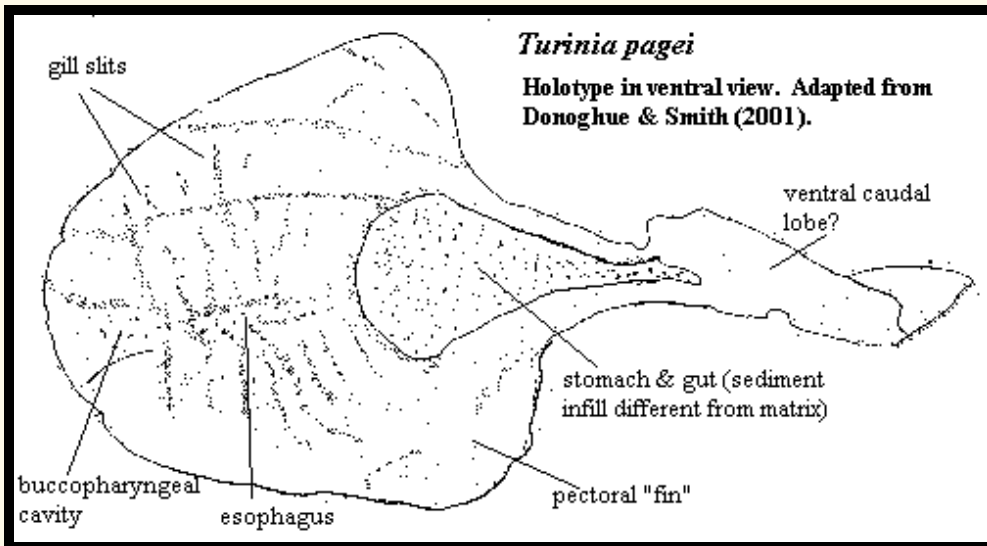 Turinia pagei
Holotype in ventral view. Adapted from
Donoghue & Smith (2001).
gill slits
ventral caudal
lobe?
stomach & gut (sediment
infill different from matrix)
pectoral "fin"
buccopharyngeal
cavity
esophagus